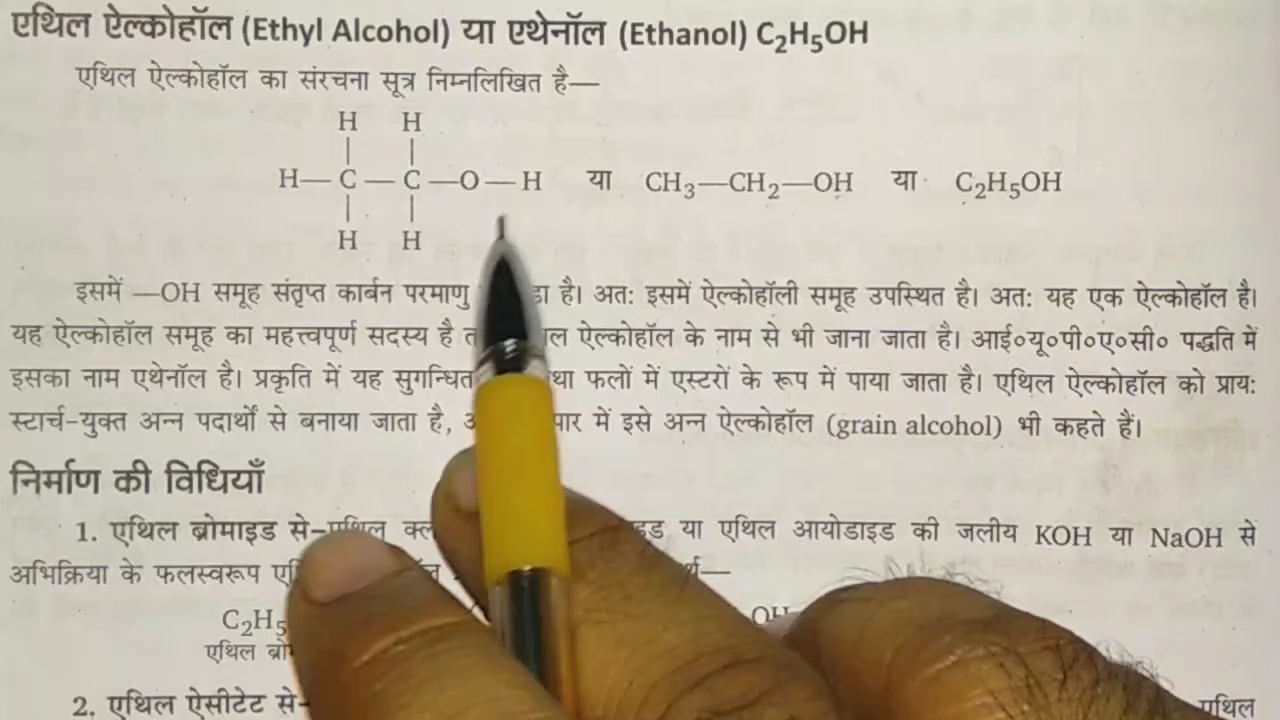 एथिल ऐल्कोहॉल (Ethyl Alcohol) या एथेनॉल (Ethanol) C₂H₅OH
एथिल ऐल्कोहॉल का संरचना सूत्र निम्नलिखित है—
H H
| |
H—C—C—O—H या CH₃—CH₂—OH या C₂H₅OH
| |
H H
इसमें —OH समूह संतृप्त कार्बन परमाणु है। अतः इसमें ऐल्कोहॉली समूह उपस्थित है। अतः यह एक ऐल्कोहॉल है।
यह ऐल्कोहॉल समूह का महत्त्वपूर्ण सदस्य है ऐल्कोहॉल के नाम से भी जाना जाता है। आई०यू०पी०ए०सी० पद्धति में
इसका नाम एथेनॉल है। प्रकृति में यह सुगन्धित फलों में एस्टरों के रूप में पाया जाता है। एथिल ऐल्कोहॉल को प्रायः
स्टार्च-युक्त अन्न पदार्थों से बनाया जाता है, में इसे अन्न ऐल्कोहॉल (grain alcohol) भी कहते हैं।
निर्माण की विधियाँ
1. एथिल ब्रोमाइड से-एथिल या एथिल आयोडाइड की जलीय KOH या NaOH से
अभिक्रिया के फलस्वरूप
C₂H₅ OH
एथिल
2. एथिल ऐसीटेट से- एथिल